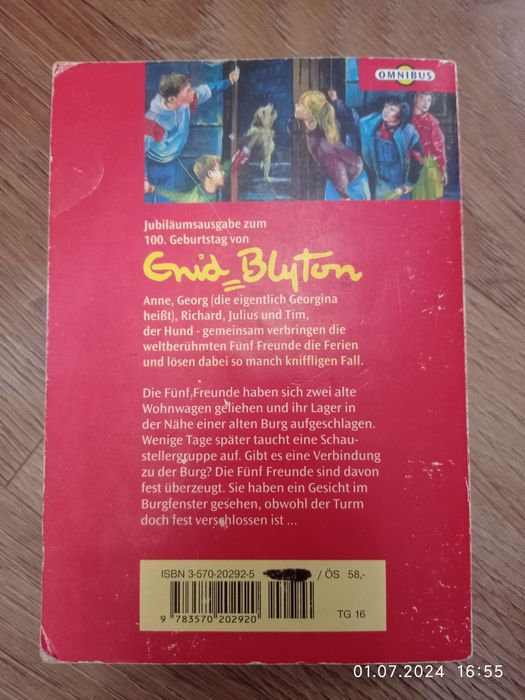 OMNIBUS
Jubiläumsausgabe zum
100. Geburtstag von
Enid Blyton
Anne, Georg (die eigentlich Georgina
heißt), Richard, Julius und Tim,
der Hund - gemeinsam verbringen die
weltberühmten Fünf Freunde die Ferien
und lösen dabei so manch kniffligen Fall.
Die Fünf Freunde haben sich zwei alte
Wohnwagen geliehen und ihr Lager in
der Nähe einer alten Burg aufgeschlagen.
Wenige Tage später taucht eine Schau-
stellergruppe auf. Gibt es eine Verbindung
zu der Burg? Die Fünf Freunde sind davon
fest überzeugt. Sie haben ein Gesicht im
Burgfenster gesehen, obwohl der Turm
doch fest verschlossen ist ...
ISBN 3-570-20292-5 / ÖS 58,-
9 783570 202920
TG 16
01.07.2024 16:55